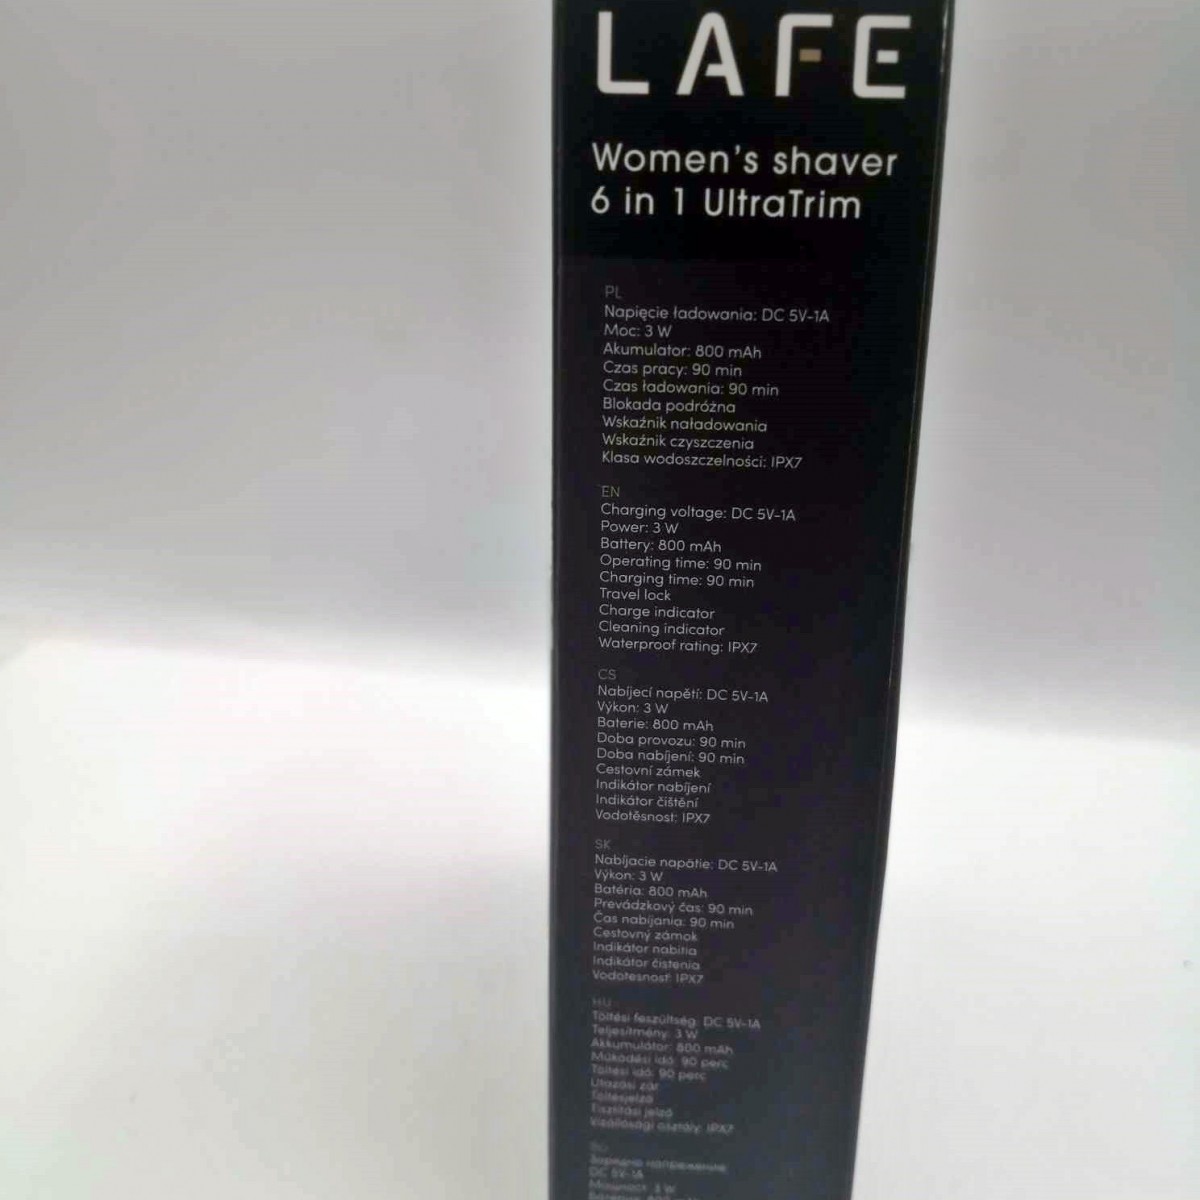 LAFE
Women's shaver
6 in 1 UltraTrim
PL
Napięcie ładowania: DC 5V-1A
Moc: 3 W
Akumulator: 800 mAh
Czas pracy: 90 min
Czas ładowania: 90 min
Blokada podróżna
Wskaźnik naładowania
Wskaźnik czyszczenia
Klasa wodoszczelności: IPX7
EN
Charging voltage: DC 5V-1A
Power: 3 W
Battery: 800 mAh
Operating time: 90 min
Charging time: 90 min
Travel lock
Charge indicator
Cleaning indicator
Waterproof rating: IPX7
CS
Nabíjecí napětí: DC 5V-1A
Výkon: 3 W
Baterie: 800 mAh
Doba provozu: 90 min
Doba nabíjení: 90 min
Cestovní zámek
Indikátor nabíjení
Indikátor čištění
Vodotěsnost: IPX7
SK
Nabíjacie napätie: DC 5V-1A
Výkon: 3 W
Batéria: 800 mAh
Prevádzkový čas: 90 min
Čas nabíjania: 90 min
Cestovný zámok
Indikátor nabitia
Indikátor čistenia
Vodotesnosť: IPX7
HU
Töltési feszültség: DC 5V-1A
Teljesítmény: 3 W
Akkumulátor: 800 mAh
Működési idő: 90 perc
Töltési idő: 90 perc
Utazási zár
Töltésjelző
Tisztítási jelző
Vízállósági osztály: IPX7
DC 5V-1A
3 W